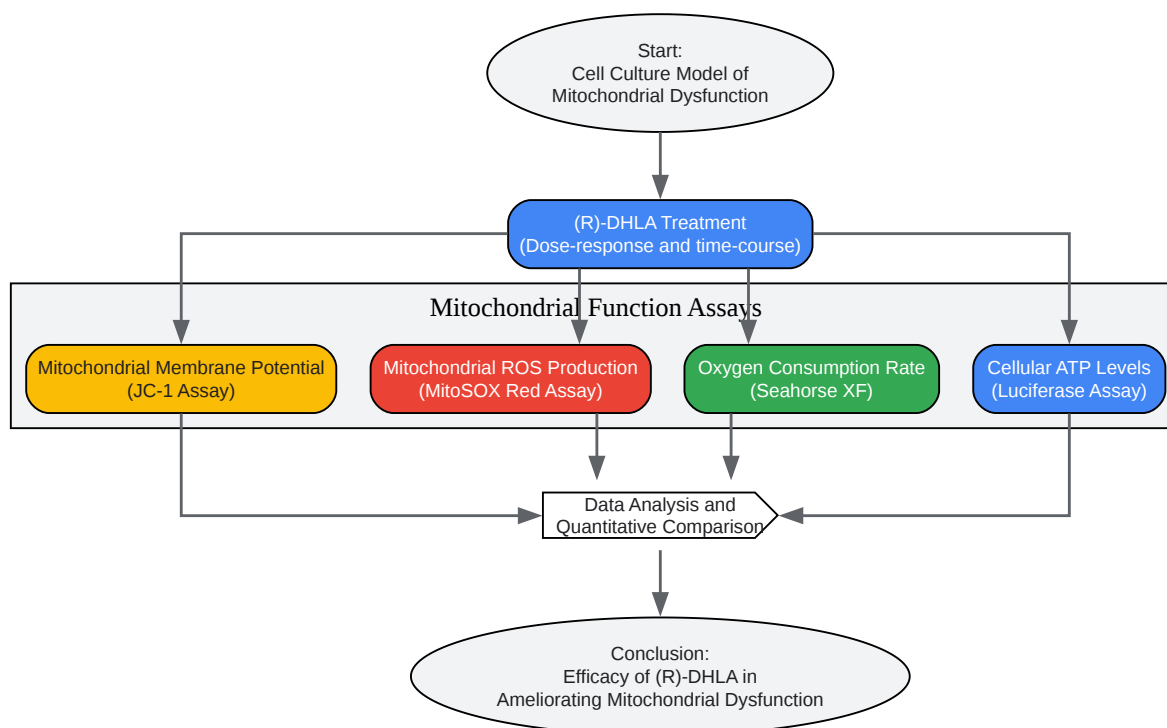 Start:
Cell Culture Model of
Mitochondrial Dysfunction
(R)-DHLA Treatment
(Dose-response and time-course)
Mitochondrial Function Assays
Mitochondrial Membrane Potential
(JC-1 Assay)
Mitochondrial ROS Production
(MitoSOX Red Assay)
Oxygen Consumption Rate
(Seahorse XF)
Cellular ATP Levels
(Luciferase Assay)
Data Analysis and
Quantitative Comparison
Conclusion:
Efficacy of (R)-DHLA in
Ameliorating Mitochondrial Dysfunction